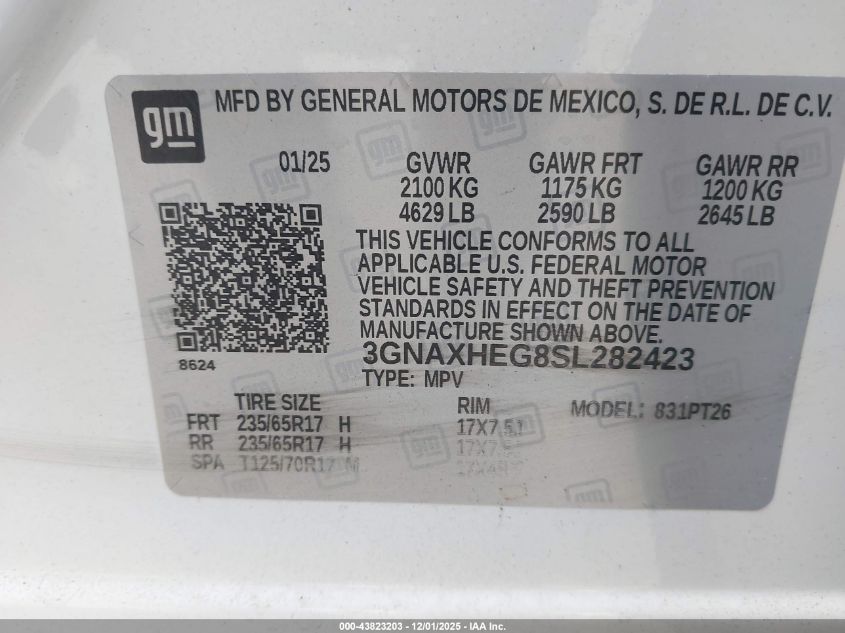 gm
MFD BY GENERAL MOTORS DE MEXICO, S. DE R.L. DE C.V.
01/25 GVWR GAWR FRT GAWR RR
2100 KG 1175 KG 1200 KG
4629 LB 2590 LB 2645 LB
THIS VEHICLE CONFORMS TO ALL
APPLICABLE U.S. FEDERAL MOTOR
VEHICLE SAFETY AND THEFT PREVENTION
STANDARDS IN EFFECT ON THE DATE OF
MANUFACTURE SHOWN ABOVE.
3GNAXHEG8SL282423
8624
TYPE: MPV
TIRE SIZE RIM MODEL: 831PT26
FRT 235/65R17 H 17X7.5J
RR 235/65R17 H
SPA T125/70R17 M
000-43823203 - 12/01/2025 - IAA Inc.